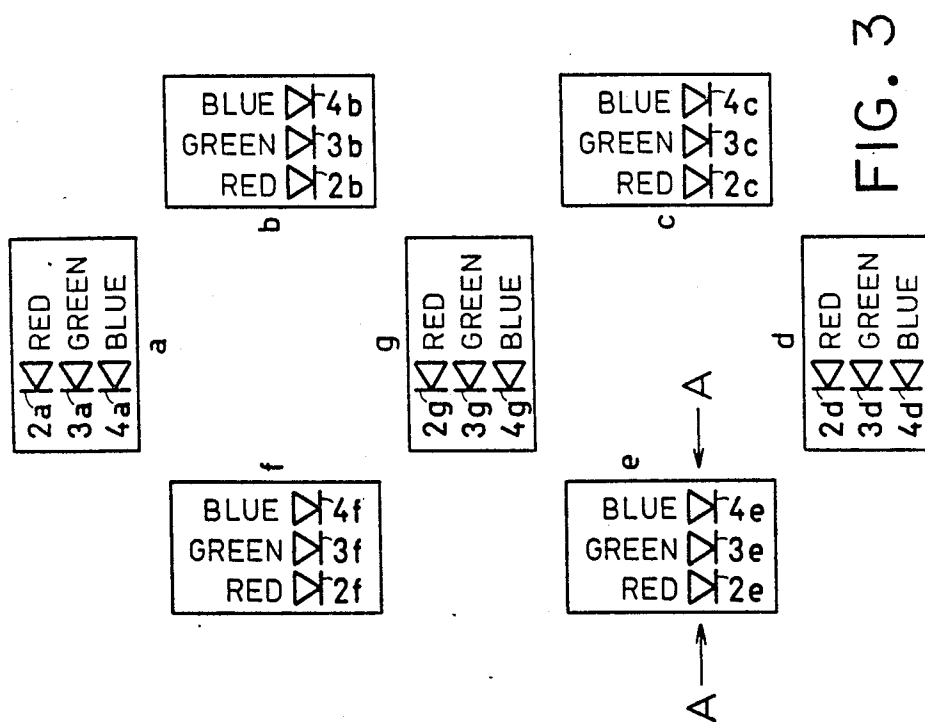 2a RED
3a GREEN
4a BLUE
a
BLUE 4b
GREEN 3b
RED 2b
b
f
BLUE 4f
GREEN 3f
RED 2f
g
2g RED
3g GREEN
4g BLUE
BLUE 4c
GREEN 3c
RED 2c
c
e
BLUE 4e
GREEN 3e
RED 2e
A
A
d
2d RED
3d GREEN
4d BLUE
FIG. 3